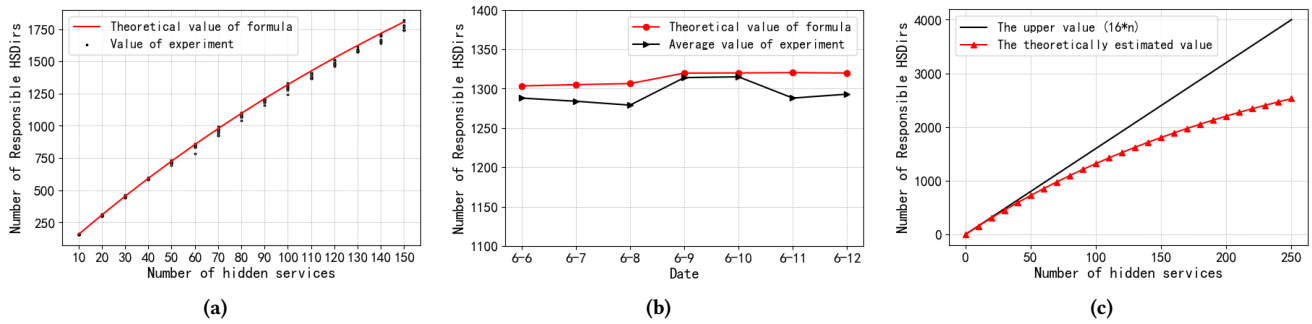 Number of Responsible HSDirs
1750
1500
1250
1000
750
500
250
Theoretical value of formula
Value of experiment
10 20 30 40 50 60 70 80 90 100 110 120 130 140 150
Number of hidden services
(a)
Number of Responsible HSDirs
1400
1350
1300
1250
1200
1150
1100
Theoretical value of formula
Average value of experiment
6-6 6-7 6-8 6-9 6-10 6-11 6-12
Date
(b)
Number of Responsible HSDirs
4000
3000
2000
1000
0
The upper value (16*n)
The theoretically estimated value
0 50 100 150 200 250
Number of hidden services
(c)